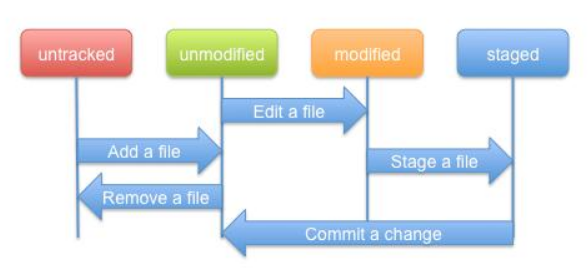 untracked
unmodified
modified
staged
Edit a file
Add a file
Stage a file
Remove a file
Commit a change